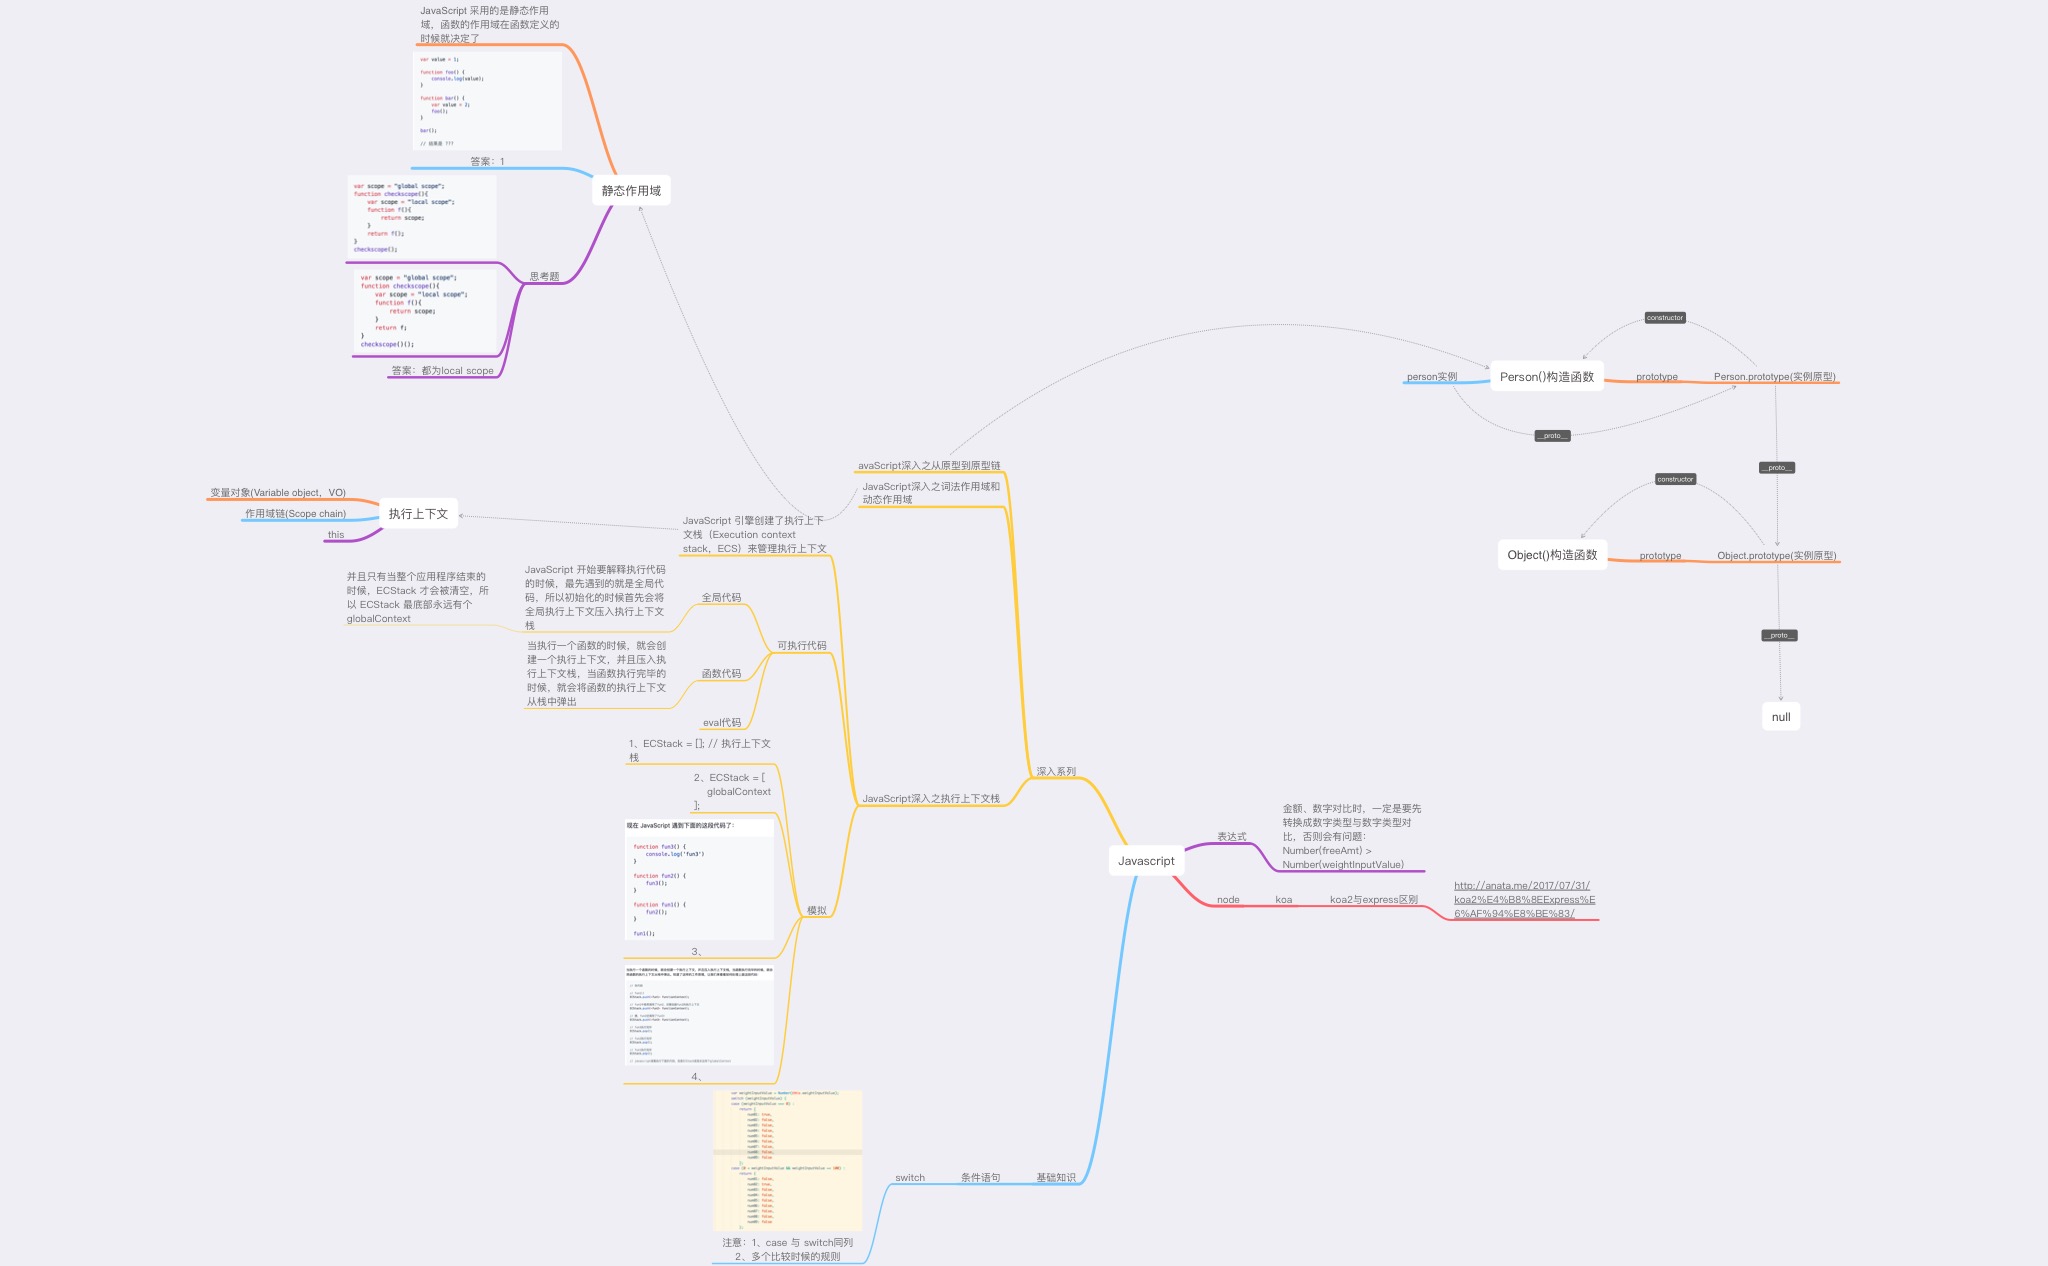 JavaScript 采用的是静态作用
域，函数的作用域在函数定义的
时候就决定了
var value = 1;
function foo() {
console.log(value);
}
function bar() {
var value = 2;
foo();
}
bar();
// 结果是 ???
答案：1
静态作用域
var scope = "global scope";
function checkscope(){
var scope = "local scope";
function f(){
return scope;
}
return f();
}
checkscope();
思考题
var scope = "global scope";
function checkscope(){
var scope = "local scope";
function f(){
return scope;
}
return f;
}
checkscope()();
答案：都为local scope
constructor
person实例
Person()构造函数
prototype
Person.prototype(实例原型)
__proto__
__proto__
constructor
Object()构造函数
prototype
Object.prototype(实例原型)
__proto__
null
avaScript深入之从原型到原型链
JavaScript深入之词法作用域和
动态作用域
变量对象(Variable object，VO)
作用域链(Scope chain)
this
执行上下文
JavaScript 引擎创建了执行上下
文栈（Execution context
stack，ECS）来管理执行上下文
并且只有当整个应用程序结束的
时候，ECStack 才会被清空，所
以 ECStack 最底部永远有个
globalContext
JavaScript 开始要解释执行代码
的时候，最先遇到的就是全局代
码，所以初始化的时候首先会将
全局执行上下文压入执行上下文
栈
全局代码
可执行代码
当执行一个函数的时候，就会创
建一个执行上下文，并且压入执
行上下文栈，当函数执行完毕的
时候，就会将函数的执行上下文
从栈中弹出
函数代码
eval代码
1、ECStack = []; // 执行上下文
栈
2、ECStack = [
globalContext
];
深入系列
JavaScript深入之执行上下文栈
现在 JavaScript 遇到下面的这段代码了：
function fun3() {
console.log('fun3')
}
function fun2() {
fun3();
}
function fun1() {
fun2();
}
fun1();
3、
模拟
4、
Javascript
表达式
金额、数字对比时，一定是要先
转换成数字类型与数字类型对
比，否则会有问题：
Number(freeAmt) >
Number(weightInputValue)
node
koa
koa2与express区别
http://anata.me/2017/07/31/
koa2%E4%B8%8EExpress%E
6%AF%94%E8%BE%83/
switch
条件语句
基础知识
注意：1、case 与 switch同列
2、多个比较时候的规则